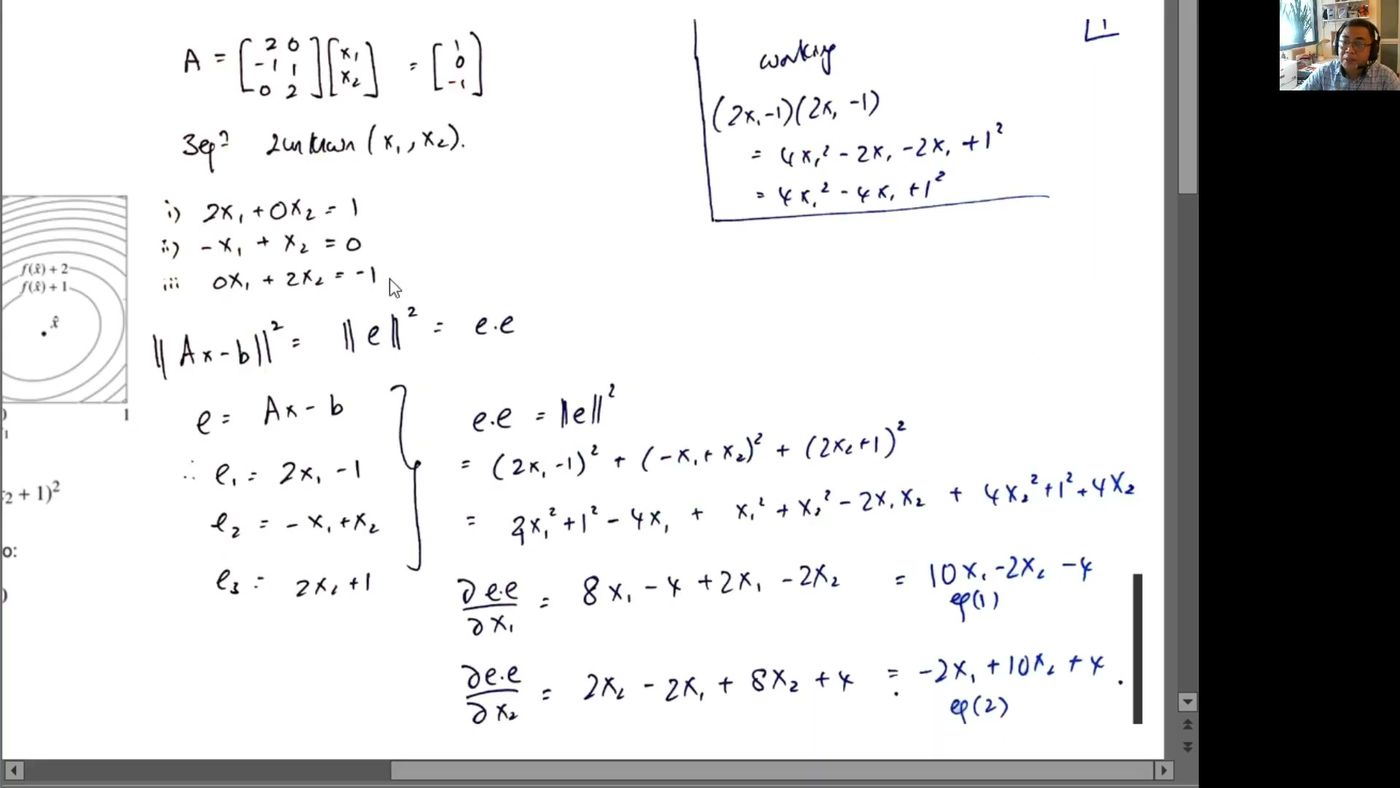 A = [2 0; -1 1; 0 2] [x₁; x₂] = [1; 0; -1]
3eqⁿ 2unknown (x₁, x₂).
i) 2x₁ + 0x₂ = 1
ii) -x₁ + x₂ = 0
iii 0x₁ + 2x₂ = -1
||Ax-b||² = ||e||² = e.e
e = Ax - b
∴ e₁ = 2x₁ - 1
e₂ = -x₁ + x₂
e₃ = 2x₂ + 1
e.e = ||e||²
= (2x₁ -1)² + (-x₁ + x₂)² + (2x₂+1)²
= 4x₁² + 1² - 4x₁ + x₁² + x₂² - 2x₁x₂ + 4x₂² + 1² + 4x₂
∂e.e/∂x₁ = 8x₁ - 4 + 2x₁ - 2x₂ = 10x₁ - 2x₂ - 4
eq(1)
∂e.e/∂x₂ = 2x₂ - 2x₁ + 8x₂ + 4 = -2x₁ + 10x₂ + 4.
eq(2)
working
(2x₁-1)(2x₁ -1)
= 4x₁² - 2x₁ - 2x₁ + 1²
= 4x₁² - 4x₁ + 1²
1
f(x̂) + 2
f(x̂) + 1
x̂
1
₂ + 1)²
o:
)